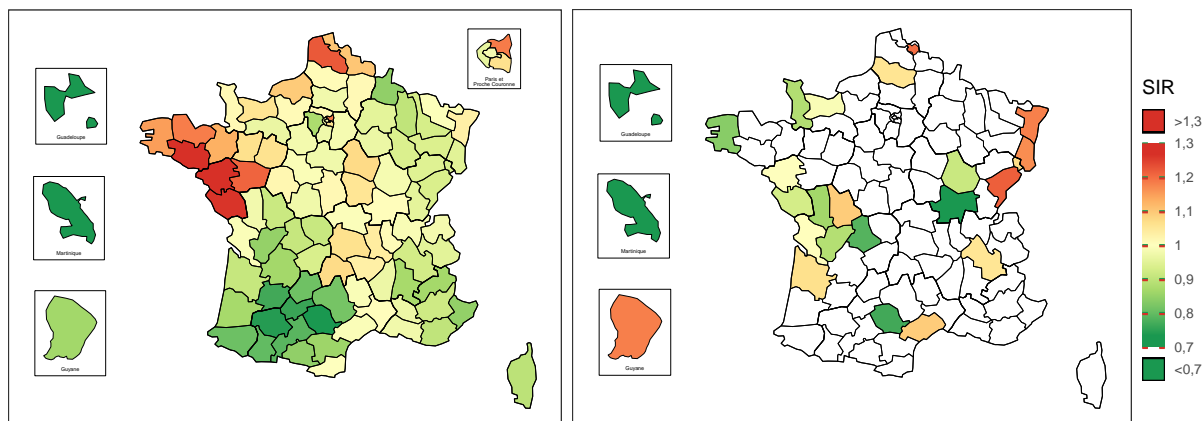 Paris et
Proche Couronne
Guadeloupe
Martinique
Guyane
Guadeloupe
Martinique
Guyane
SIR
>1,3
1,3
1,2
1,1
1
0,9
0,8
0,7
<0,7